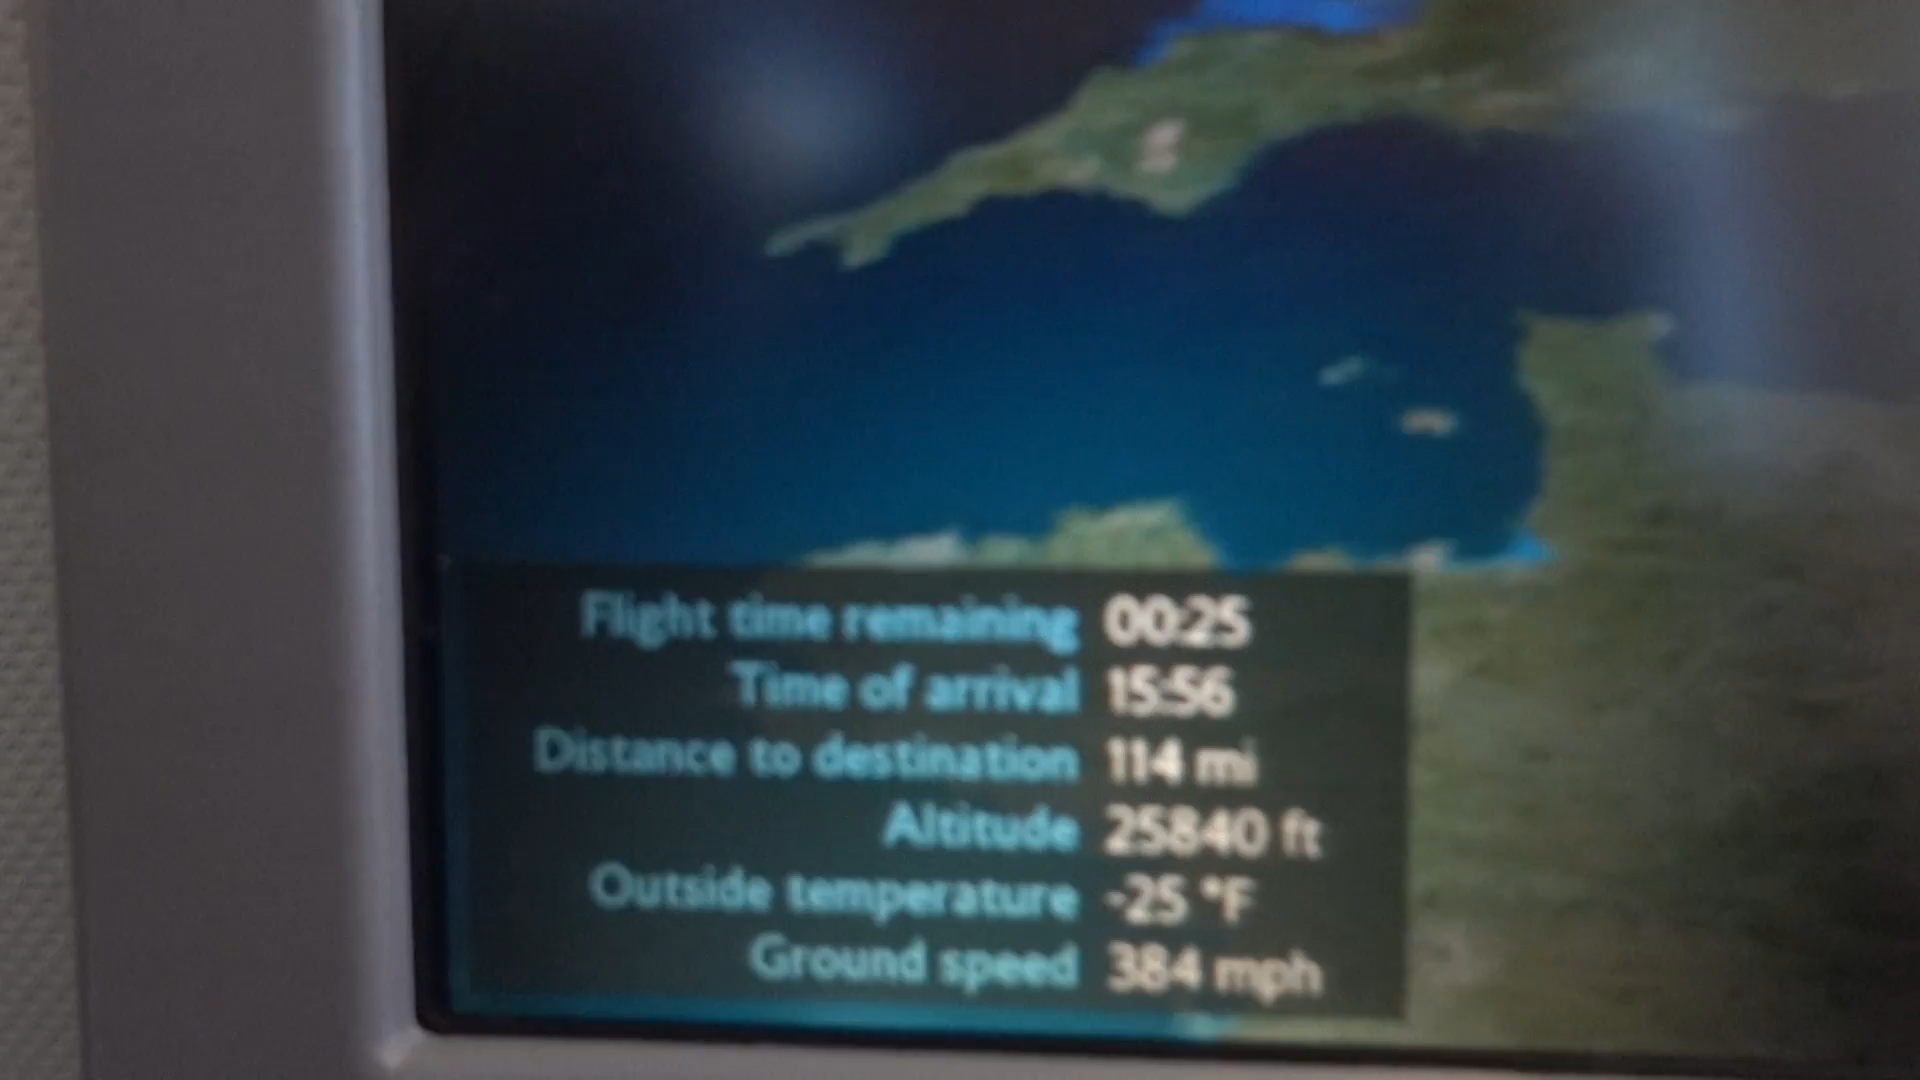 Flight time remaining 00:25
Time of arrival 15:56
Distance to destination 114 mi
Altitude 25840 ft
Outside temperature -25 °F
Ground speed 384 mph